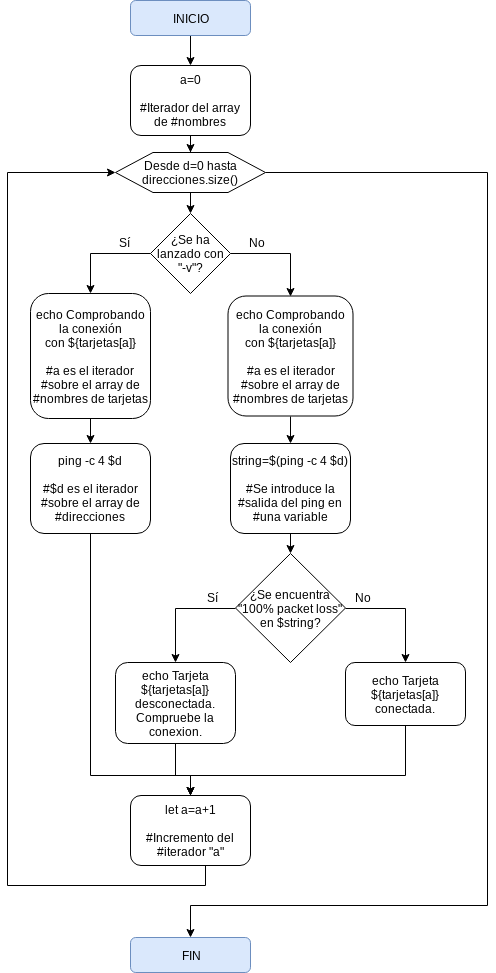 INICIO
a=0
#Iterador del array
de #nombres
Desde d=0 hasta
direcciones.size()
¿Se ha
lanzado con
"-v"?
Sí
No
echo Comprobando
la conexión
con ${tarjetas[a]}
#a es el iterador
#sobre el array de
#nombres de tarjetas
echo Comprobando
la conexión
con ${tarjetas[a]}
#a es el iterador
#sobre el array de
#nombres de tarjetas
ping -c 4 $d
#$d es el iterador
#sobre el array de
#direcciones
string=$(ping -c 4 $d)
#Se introduce la
#salida del ping en
#una variable
¿Se encuentra
"100% packet loss"
en $string?
Sí
No
echo Tarjeta
${tarjetas[a]}
desconectada.
Compruebe la
conexion.
echo Tarjeta
${tarjetas[a]}
conectada.
let a=a+1
#Incremento del
#iterador "a"
FIN